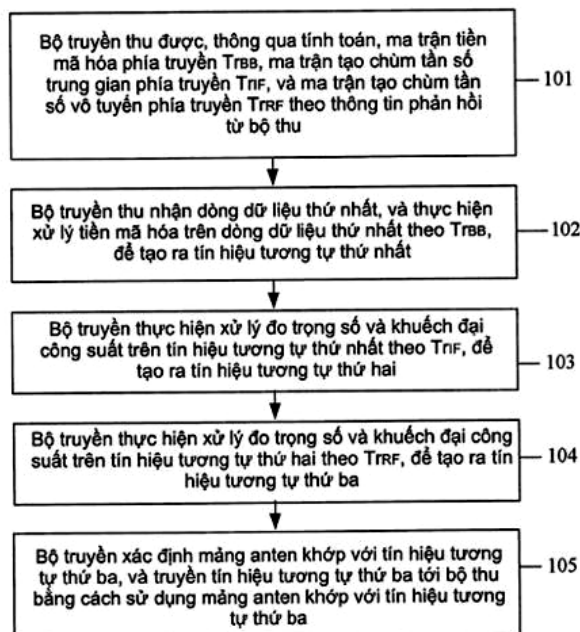 Bộ truyền thu được, thông qua tính toán, ma trận tiền
mã hóa phía truyền TTBB, ma trận tạo chùm tần số
trung gian phía truyền TTIF, và ma trận tạo chùm tần
số vô tuyến phía truyền TTRF theo thông tin phản hồi
từ bộ thu
101
Bộ truyền thu nhận dòng dữ liệu thứ nhất, và thực hiện
xử lý tiền mã hóa trên dòng dữ liệu thứ nhất theo TTBB,
để tạo ra tín hiệu tương tự thứ nhất
102
Bộ truyền thực hiện xử lý đo trọng số và khuếch đại
công suất trên tín hiệu tương tự thứ nhất theo TTIF, để
tạo ra tín hiệu tương tự thứ hai
103
Bộ truyền thực hiện xử lý đo trọng số và khuếch đại công
suất trên tín hiệu tương tự thứ hai theo TTRF, để tạo ra tín
hiệu tương tự thứ ba
104
Bộ truyền xác định mảng anten khớp với tín hiệu tương
tự thứ ba, và truyền tín hiệu tương tự thứ ba tới bộ thu
bằng cách sử dụng mảng anten khớp với tín hiệu tương
tự thứ ba
105